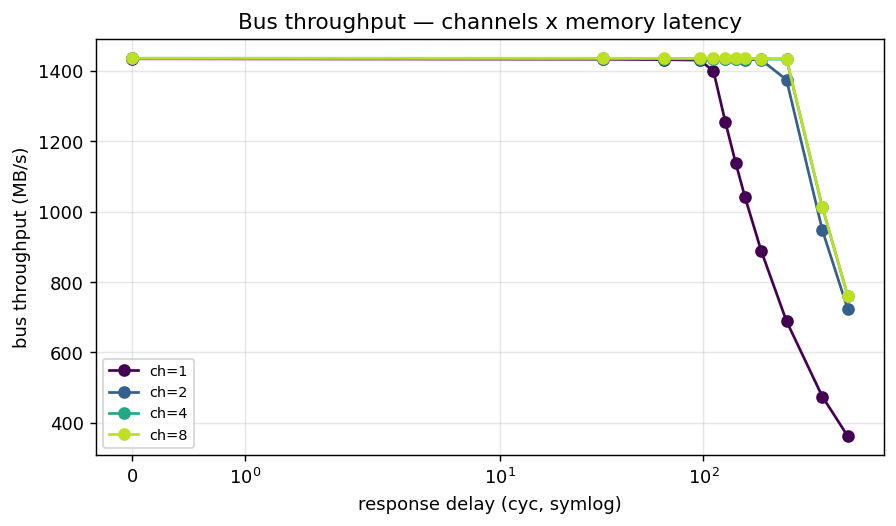 Bus throughput — channels x memory latency
bus throughput (MB/s)
1400
1200
1000
800
600
400
ch=1
ch=2
ch=4
ch=8
0
10^0
10^1
10^2
response delay (cyc, symlog)